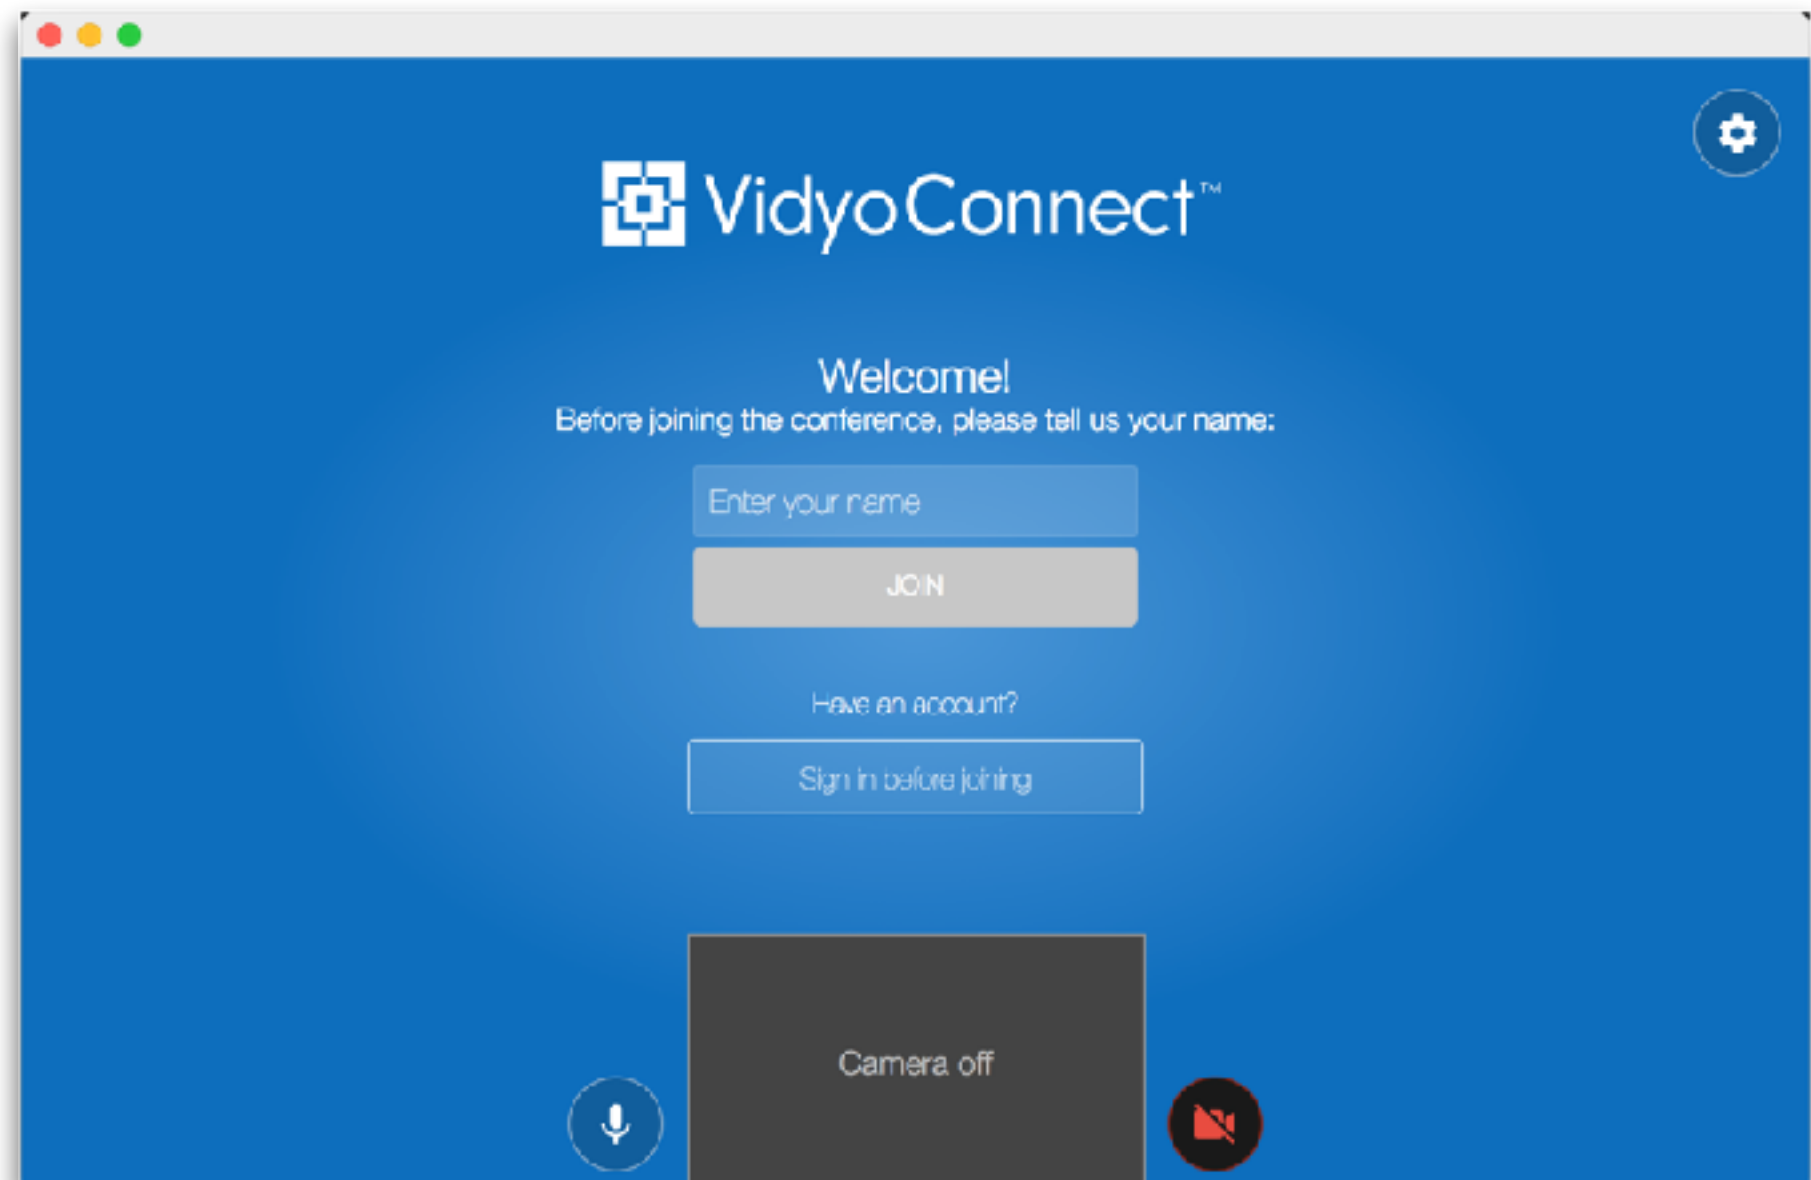 VidyoConnect™
Welcome!
Before joining the conference, please tell us your name:
Enter your name
JOIN
Have an account?
Sign in before joining
Camera off